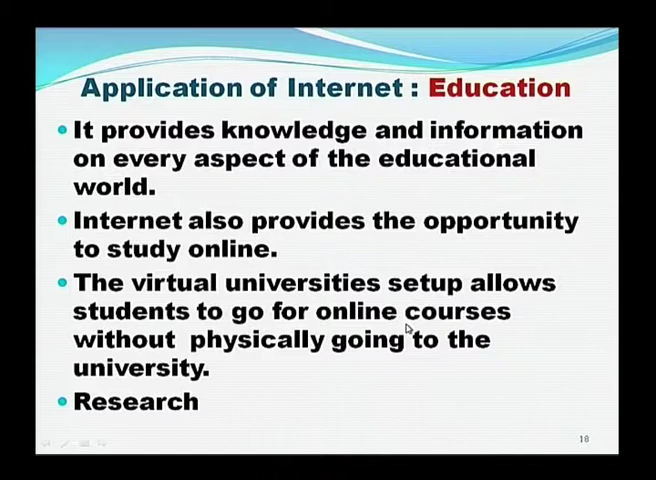 Application of Internet : Education
It provides knowledge and information
on every aspect of the educational
world.
Internet also provides the opportunity
to study online.
The virtual universities setup allows
students to go for online courses
without physically going to the
university.
Research
18